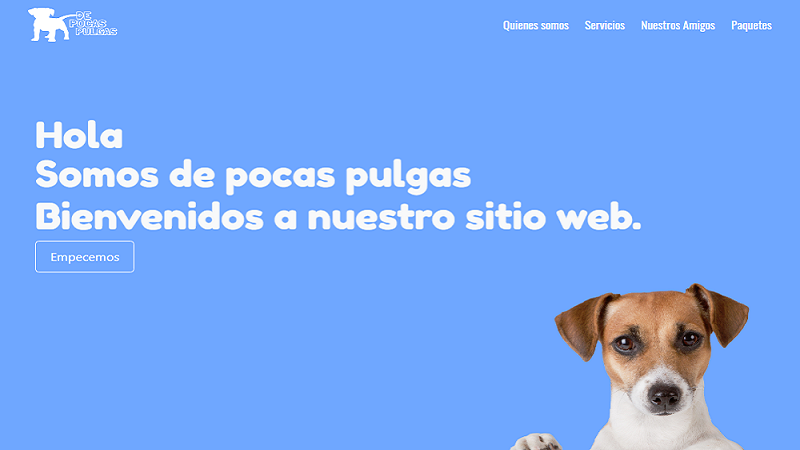 DE
POCAS
PULGAS
Quienes somos Servicios Nuestros Amigos Paquetes
Hola
Somos de pocas pulgas
Bienvenidos a nuestro sitio web.
Empecemos